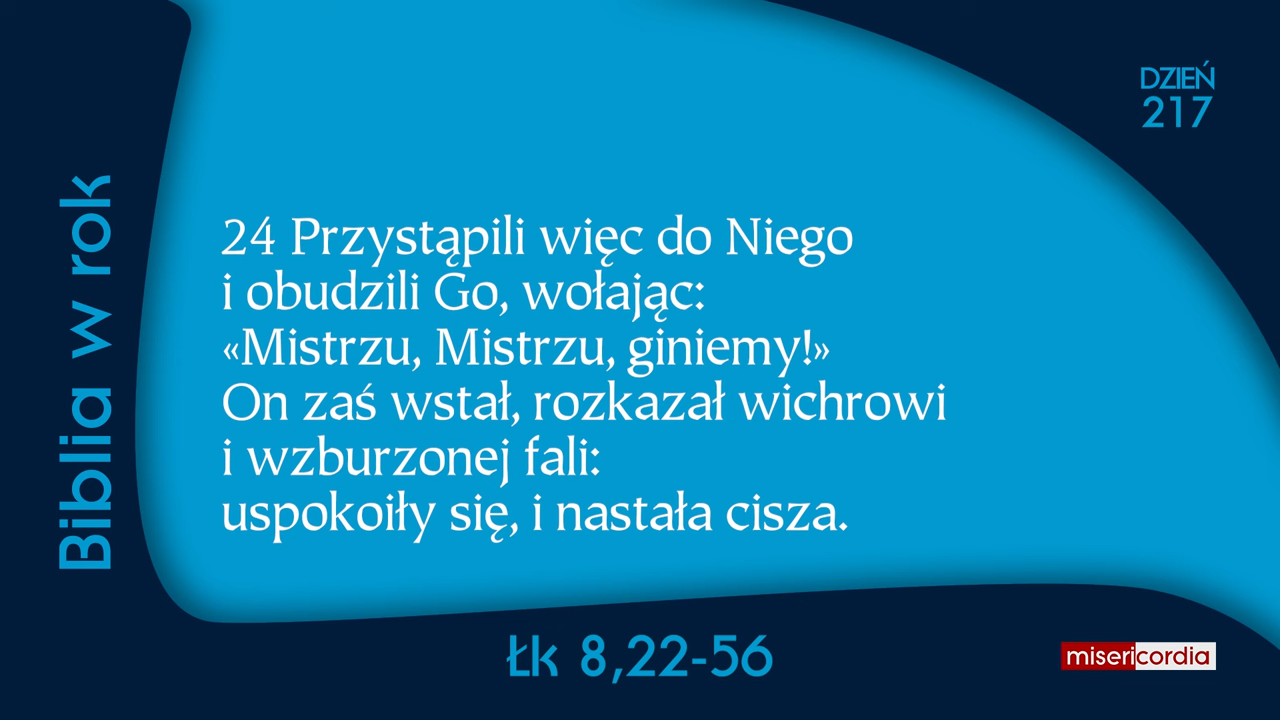 DZIEŃ
217
Biblia w rok
24 Przystąpili więc do Niego
i obudzili Go, wołając:
«Mistrzu, Mistrzu, giniemy!»
On zaś wstał, rozkazał wichrowi
i wzburzonej fali:
uspokoiły się, i nastała cisza.
Łk 8,22-56
misericordia